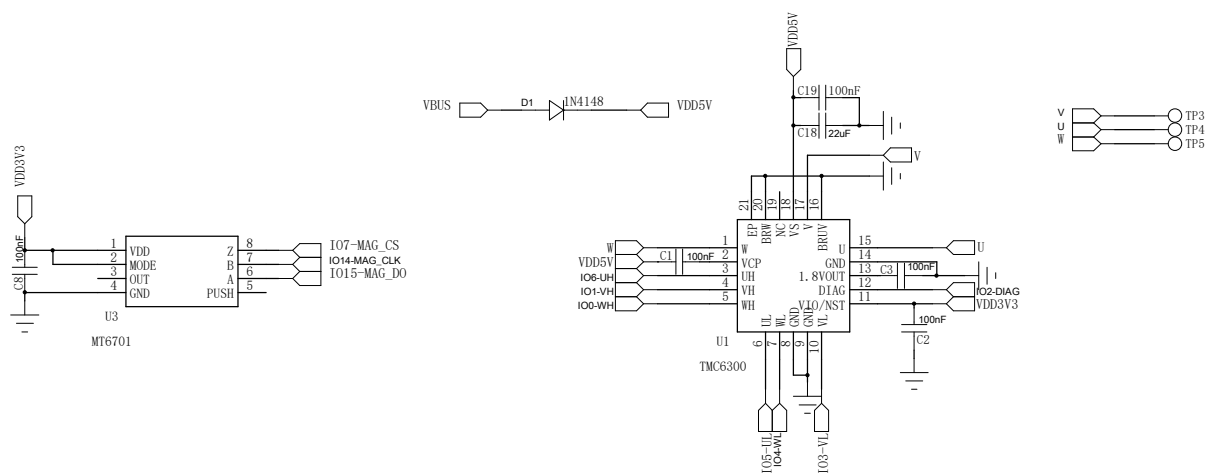 VDD5V
C19
100nF
C18
22uF
VBUS
D1
1N4148
VDD5V
V
TP3
U
TP4
W
TP5
V
VDD3V3
100nF
C8
1
VDD
2
MODE
3
OUT
4
GND
8
Z
7
B
6
A
5
PUSH
IO7-MAG_CS
IO14-MAG_CLK
IO15-MAG_DO
U3
MT6701
21
20
19
18
17
16
EP
BRW
NC
VS
V
BRUV
W
VDD5V
C1
100nF
IO6-UH
IO1-VH
IO0-WH
1
W
2
VCP
3
UH
4
VH
5
WH
15
U
14
GND
13
1.8VOUT
12
DIAG
11
VIO/NST
U
C3
100nF
IO2-DIAG
VDD3V3
100nF
C2
UL
WL
GND
GND
VL
6
7
8
9
10
U1
TMC6300
IO5-UL
IO4-WL
IO3-VL